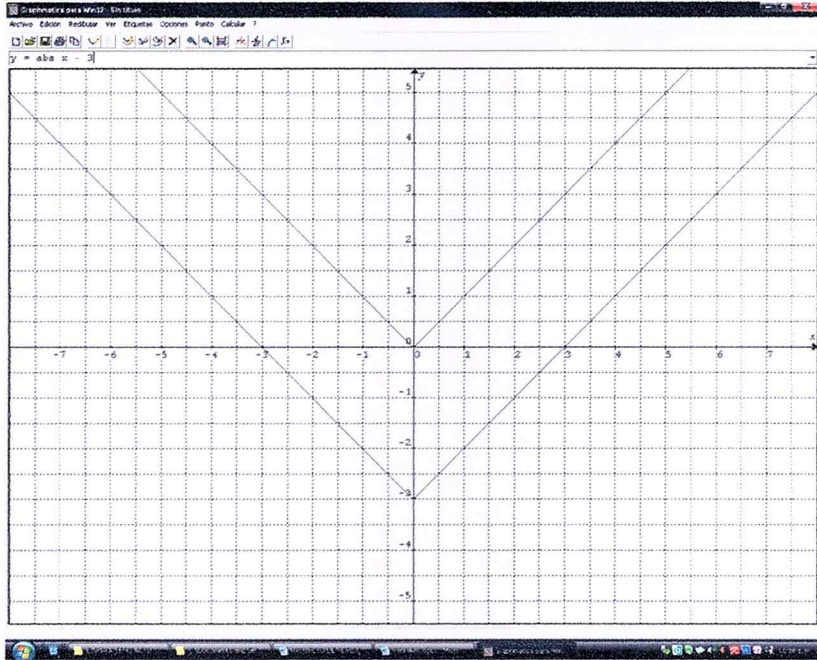 Graphmatica para Win32 - Sin título
Archivo Edición Redibujar Ver Etiquetas Opciones Punto Calcular ?
y = abs x - 3
y
5
4
3
2
1
0
x
-7 -6 -5 -4 -3 -2 -1 0 1 2 3 4 5 6 7
-1
-2
-3
-4
-5